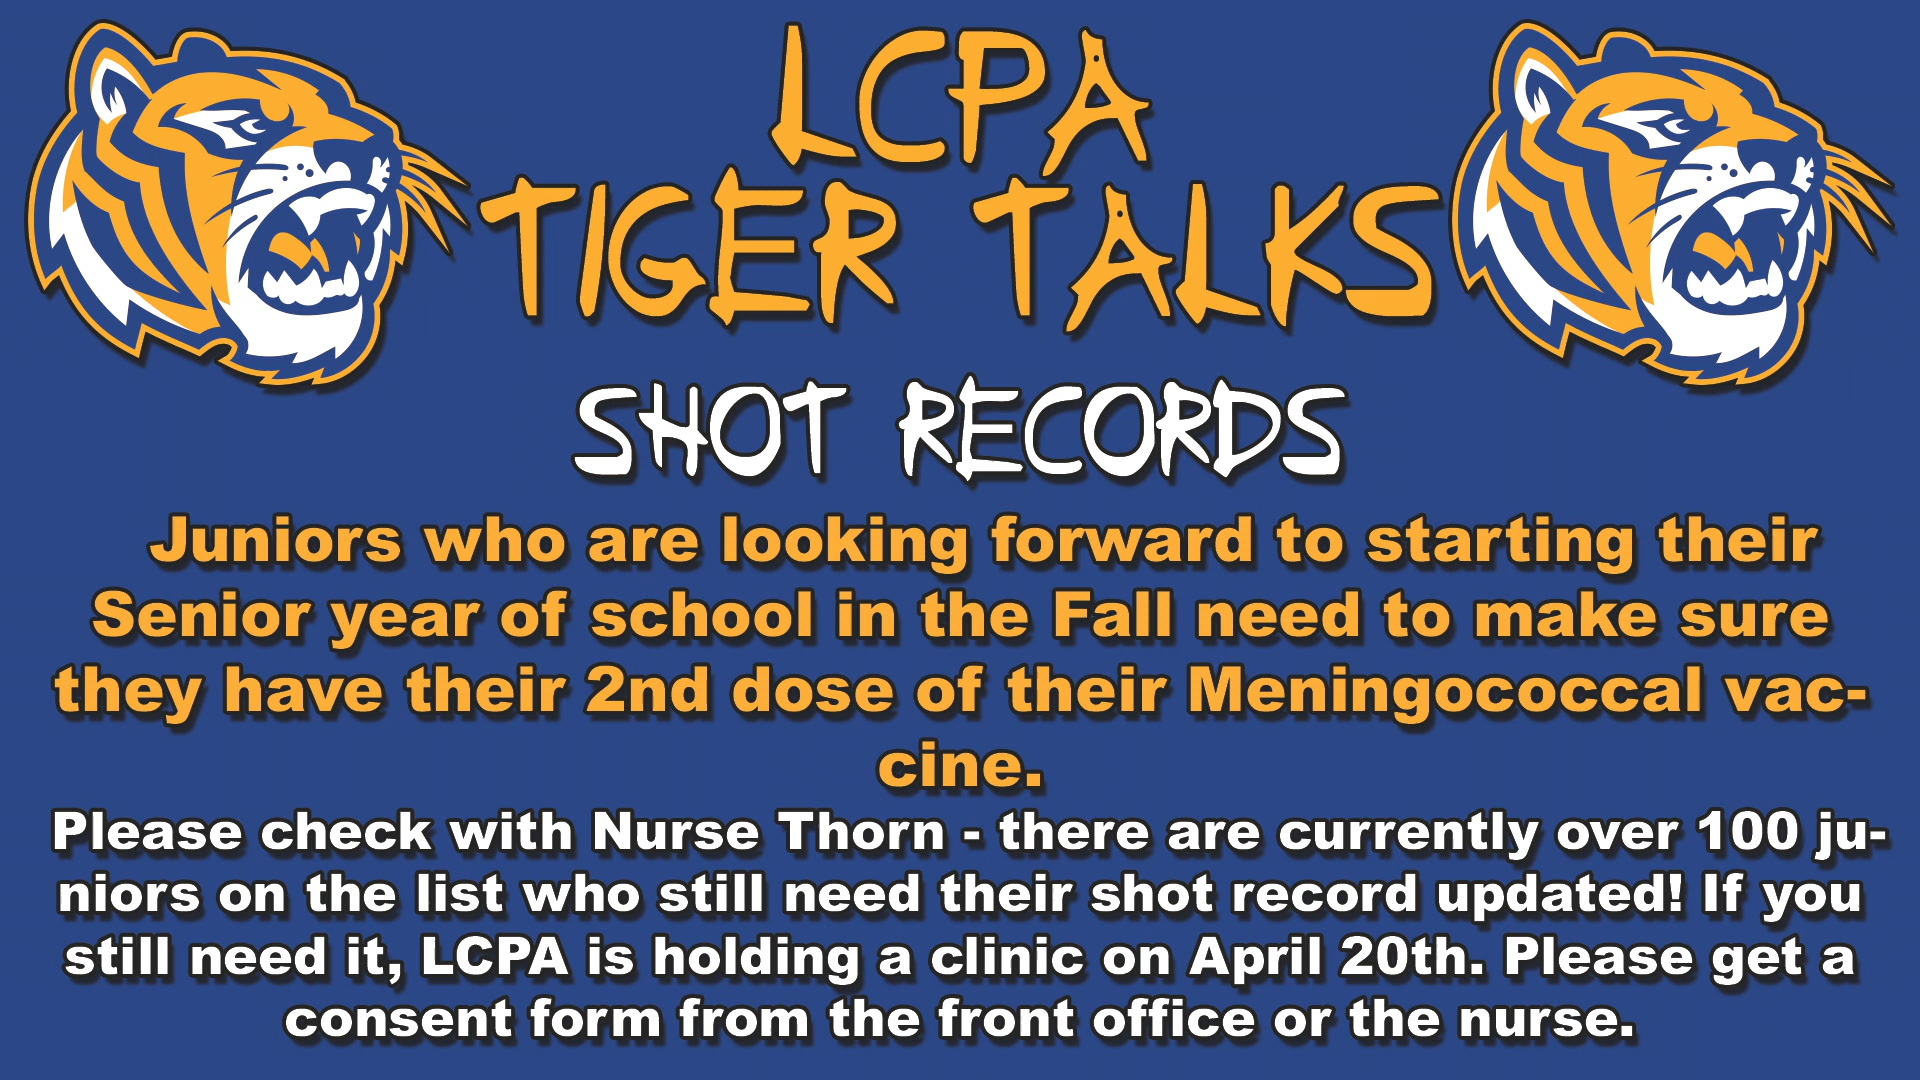 LCPA
TIGER TALKS
SHOT RECORDS
Juniors who are looking forward to starting their
Senior year of school in the Fall need to make sure
they have their 2nd dose of their Meningococcal vac-
cine.
Please check with Nurse Thorn - there are currently over 100 ju-
niors on the list who still need their shot record updated! If you
still need it, LCPA is holding a clinic on April 20th. Please get a
consent form from the front office or the nurse.